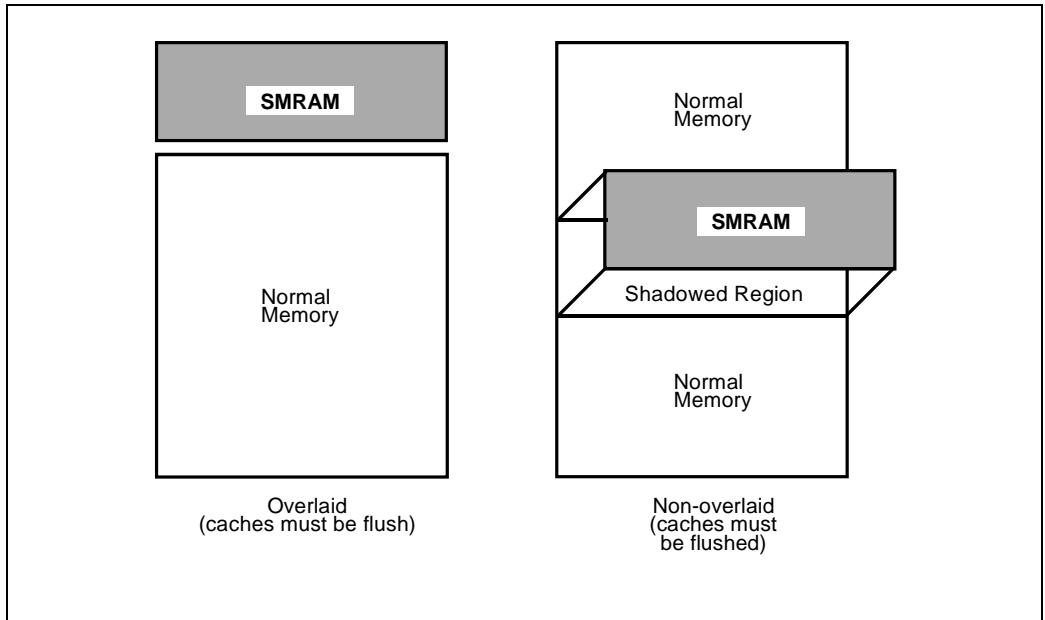 SMRAM
Normal
Memory
Overlaid
(caches must be flush)
Normal
Memory
SMRAM
Shadowed Region
Normal
Memory
Non-overlaid
(caches must
be flushed)